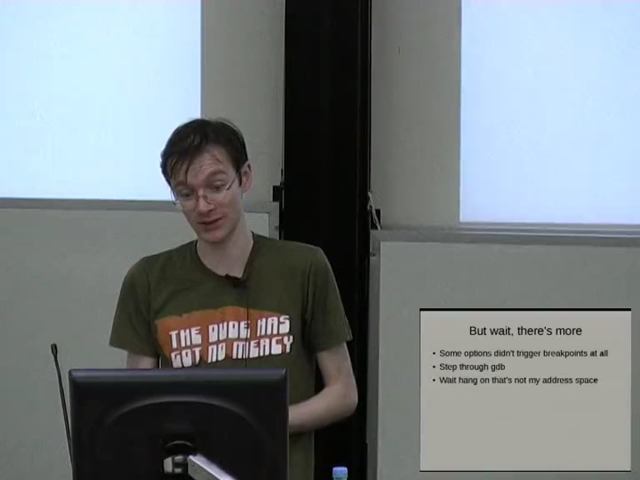 THE DUDE HAS
GOT NO MERCY
But wait, there's more
• Some options didn't trigger breakpoints at all
• Step through gdb
• Wait hang on that's not my address space